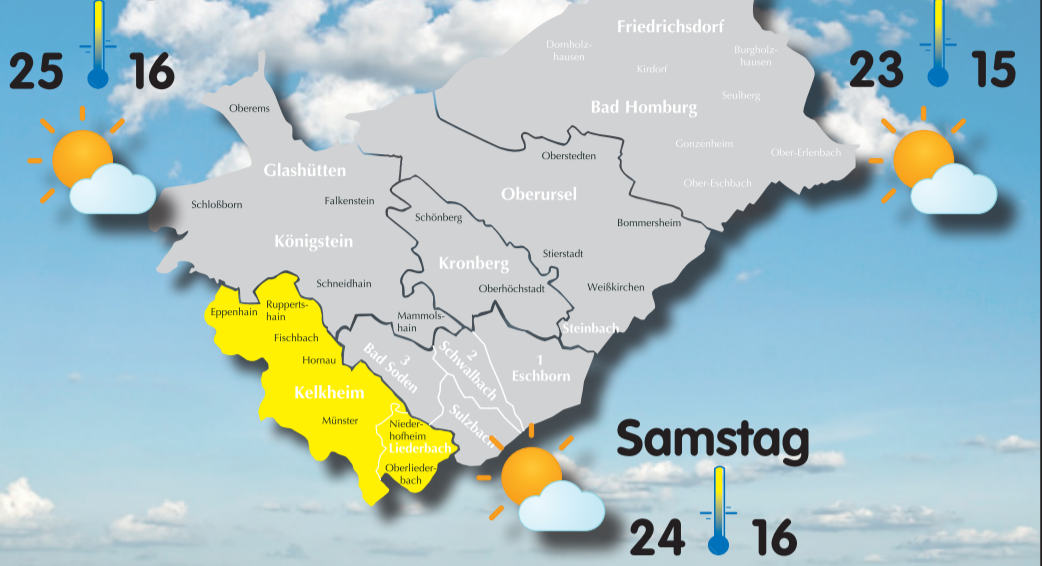 25 16
23 15
Friedrichsdorf
Dornholz-
hausen
Burgholz-
hausen
Kirdorf
Seulberg
Bad Homburg
Oberems
Gonzenheim
Ober-Erlenbach
Oberstedten
Glashütten
Ober-Eschbach
Oberursel
Schloßborn
Falkenstein
Schönberg
Bommersheim
Königstein
Stierstadt
Kronberg
Schneidhain
Oberhöchstadt
Weißkirchen
Eppenhain
Rupperts-
hain
Mammols-
hain
Steinbach
Fischbach
Hornau
3
Bad Soden
2
Schwalbach
1
Eschborn
Kelkheim
Münster
Sulzbach
Nieder-
hofheim
Liederbach
Oberlieder-
bach
Samstag
24 16